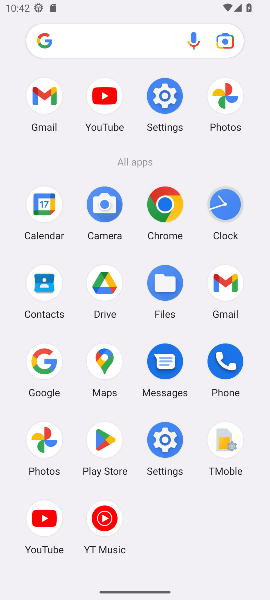 10:42
Gmail YouTube Settings Photos
All apps
17
Calendar Camera Chrome Clock
Contacts Drive Files Gmail
Google Maps Messages Phone
Photos Play Store Settings TMoble
YouTube YT Music